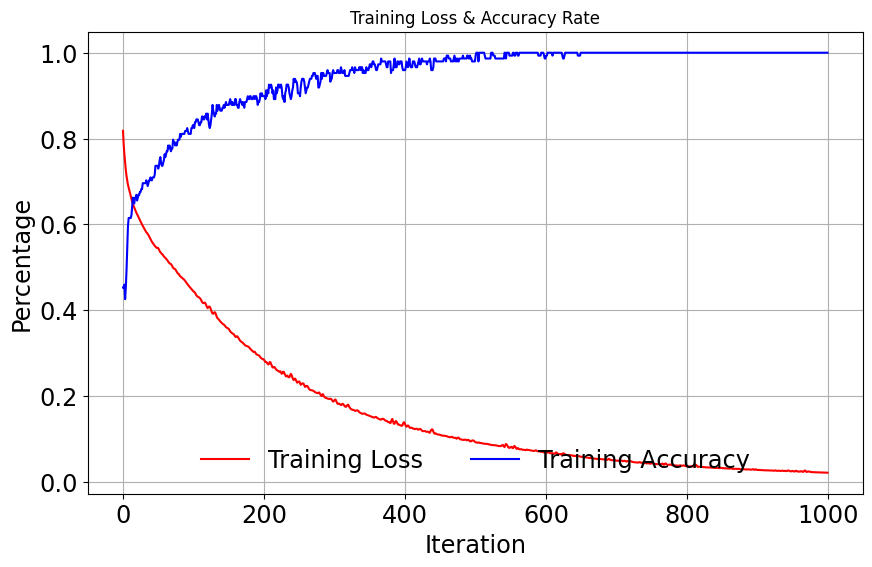 Training Loss & Accuracy Rate
1.0
0.8
0.6
0.4
0.2
0.0
Percentage
Training Loss Training Accuracy
0 200 400 600 800 1000
Iteration